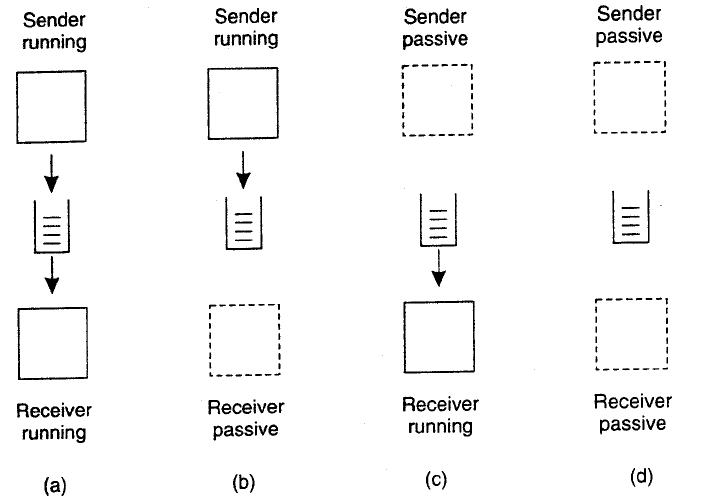 Sender
running
Sender
running
Sender
passive
Sender
passive
Receiver
running
Receiver
passive
Receiver
running
Receiver
passive
(a)
(b)
(c)
(d)